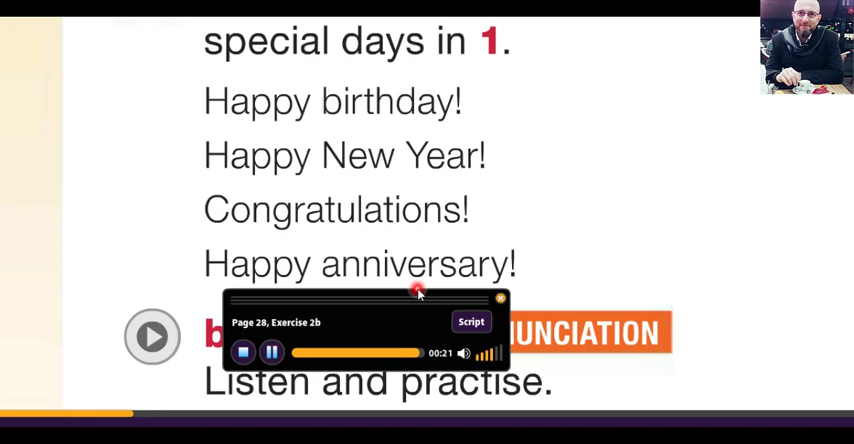 special days in 1.
Happy birthday!
Happy New Year!
Congratulations!
Happy anniversary!
Page 28, Exercise 2b
Script
00:21
Listen and practise.